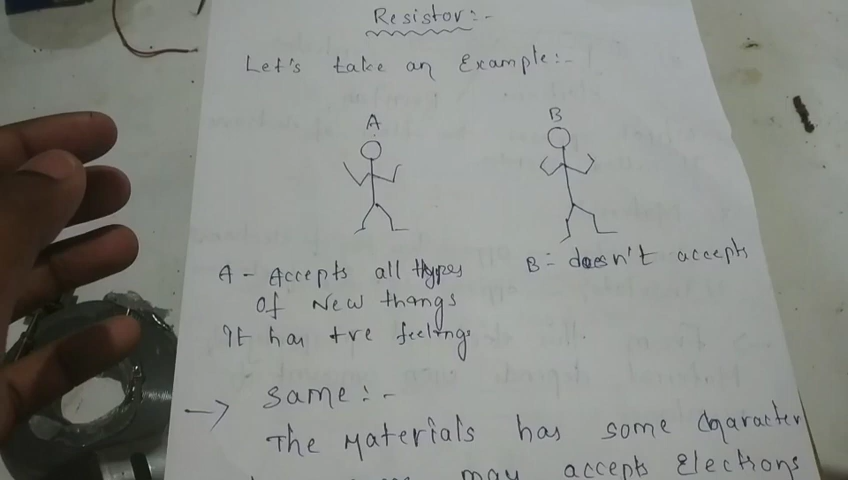 Resistor:-
Let's take an Example:-
A
B
A - Accepts all types
of New thangs
It has +ve feelings
B = doesn't accepts
→ Same:-
The Materials has some character
may accepts Electrons